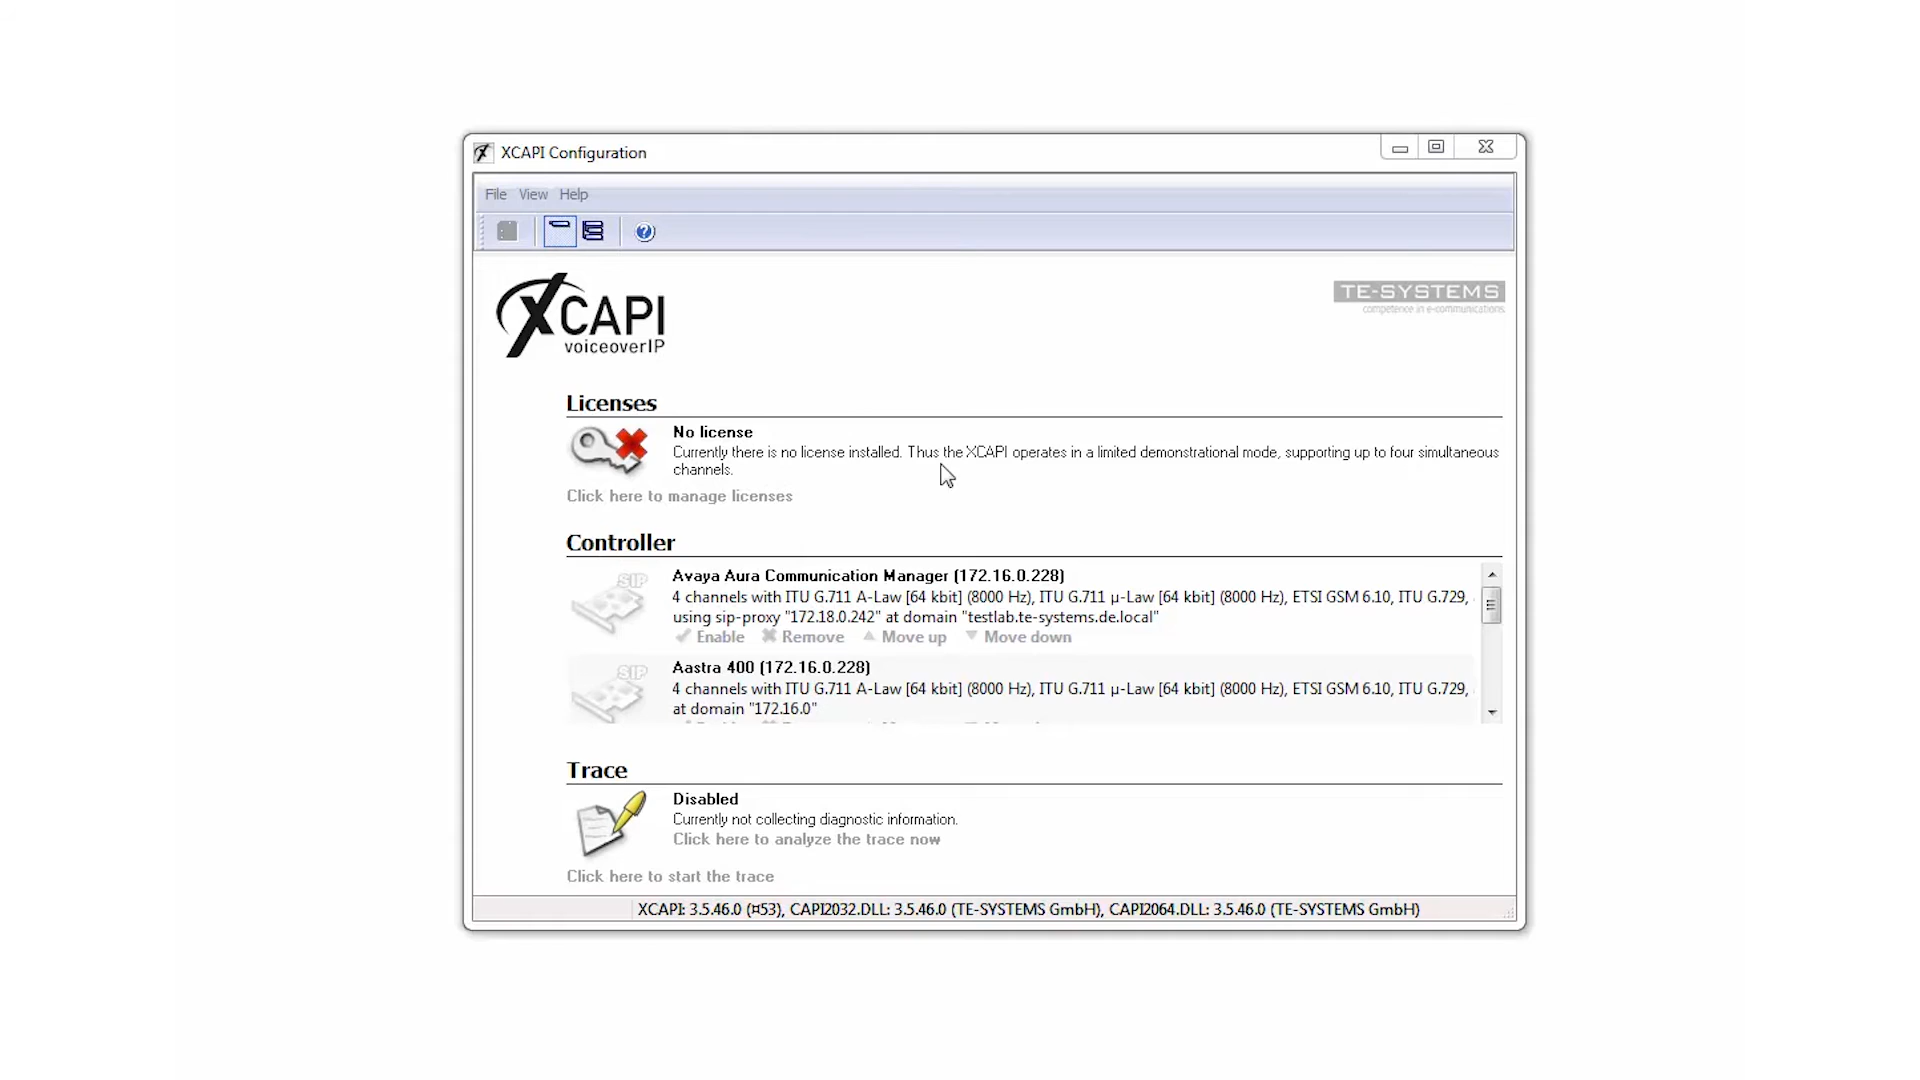 XCAPI Configuration
File View Help
XCAPI
voiceoverIP
TE-SYSTEMS
competence in e-communications.
Licenses
No license
Currently there is no license installed. Thus the XCAPI operates in a limited demonstrational mode, supporting up to four simultaneous
channels.
Click here to manage licenses
Controller
SIP
Avaya Aura Communication Manager (172.16.0.228)
4 channels with ITU G.711 A-Law [64 kbit] (8000 Hz), ITU G.711 µ-Law [64 kbit] (8000 Hz), ETSI GSM 6.10, ITU G.729,
using sip-proxy "172.18.0.242" at domain "testlab.te-systems.de.local"
Enable Remove Move up Move down
SIP
Aastra 400 (172.16.0.228)
4 channels with ITU G.711 A-Law [64 kbit] (8000 Hz), ITU G.711 µ-Law [64 kbit] (8000 Hz), ETSI GSM 6.10, ITU G.729,
at domain "172.16.0"
Trace
Disabled
Currently not collecting diagnostic information.
Click here to analyze the trace now
Click here to start the trace
XCAPI: 3.5.46.0 (¤53), CAPI2032.DLL: 3.5.46.0 (TE-SYSTEMS GmbH), CAPI2064.DLL: 3.5.46.0 (TE-SYSTEMS GmbH)